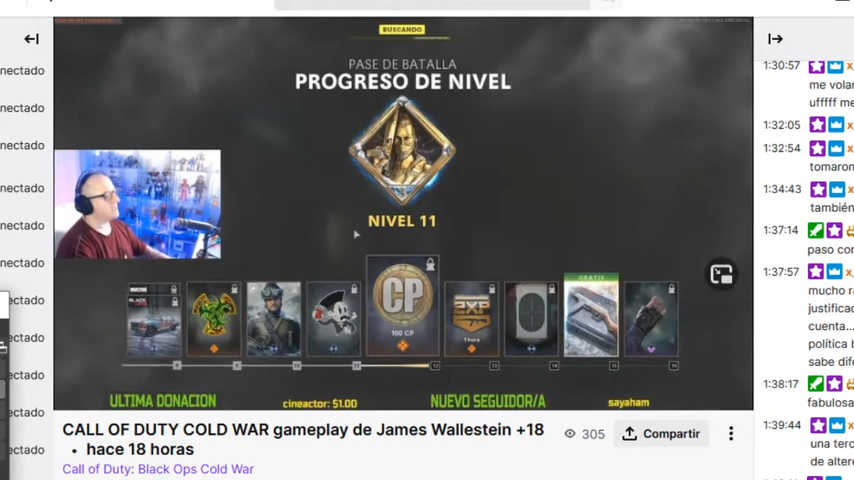 BUSCANDO
PASE DE BATALLA
PROGRESO DE NIVEL
NIVEL 11
CP
100 CP
2XP
1 hora
GRATIS
ULTIMA DONACION
cineactor: $1.00
NUEVO SEGUIDOR/A
sayaham
CALL OF DUTY COLD WAR gameplay de James Wallestein +18
• hace 18 horas
305
Compartir
Call of Duty: Black Ops Cold War
nectado
nectado
nectado
nectado
nectado
nectado
nectado
nectado
nectado
nectado
1:30:57
me volar
ufffff me
1:32:05
1:32:54
tomaron
1:34:43
también
1:37:14
paso cor
1:37:57
mucho ra
justificad
cuenta...
política b
sabe dife
1:38:17
fabulosa
1:39:44
una terc
de altere